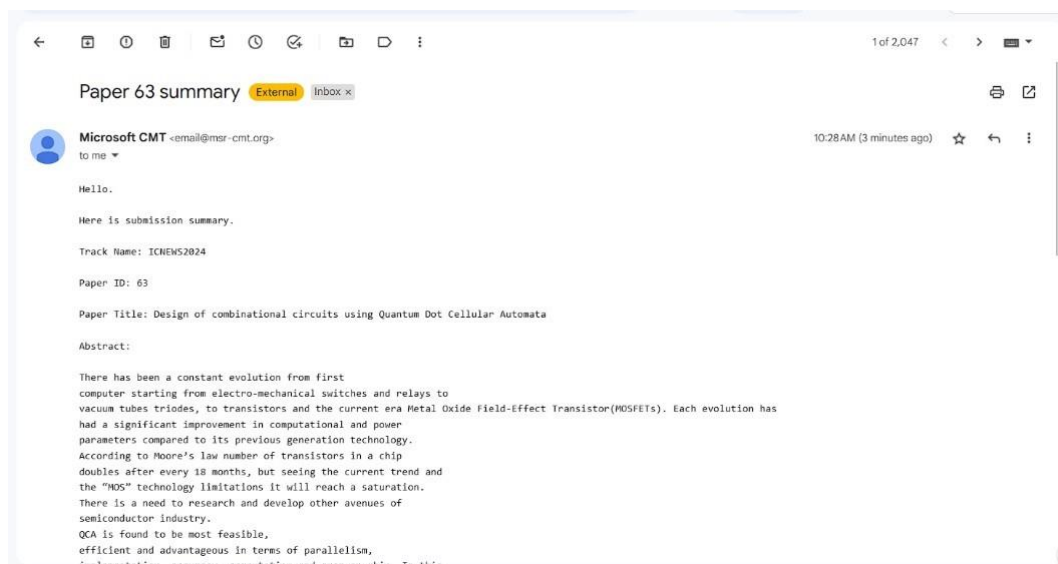 1 of 2,047
Paper 63 summary External Inbox ×
Microsoft CMT <email@msr-cmt.org> 10:28 AM (3 minutes ago)
to me
Hello.
Here is submission summary.
Track Name: ICNEWS2024
Paper ID: 63
Paper Title: Design of combinational circuits using Quantum Dot Cellular Automata
Abstract:
There has been a constant evolution from first
computer starting from electro-mechanical switches and relays to
vacuum tubes triodes, to transistors and the current era Metal Oxide Field-Effect Transistor(MOSFETs). Each evolution has
had a significant improvement in computational and power
parameters compared to its previous generation technology.
According to Moore’s law number of transistors in a chip
doubles after every 18 months, but seeing the current trend and
the “MOS” technology limitations it will reach a saturation.
There is a need to research and develop other avenues of
semiconductor industry.
QCA is found to be most feasible,
efficient and advantageous in terms of parallelism,